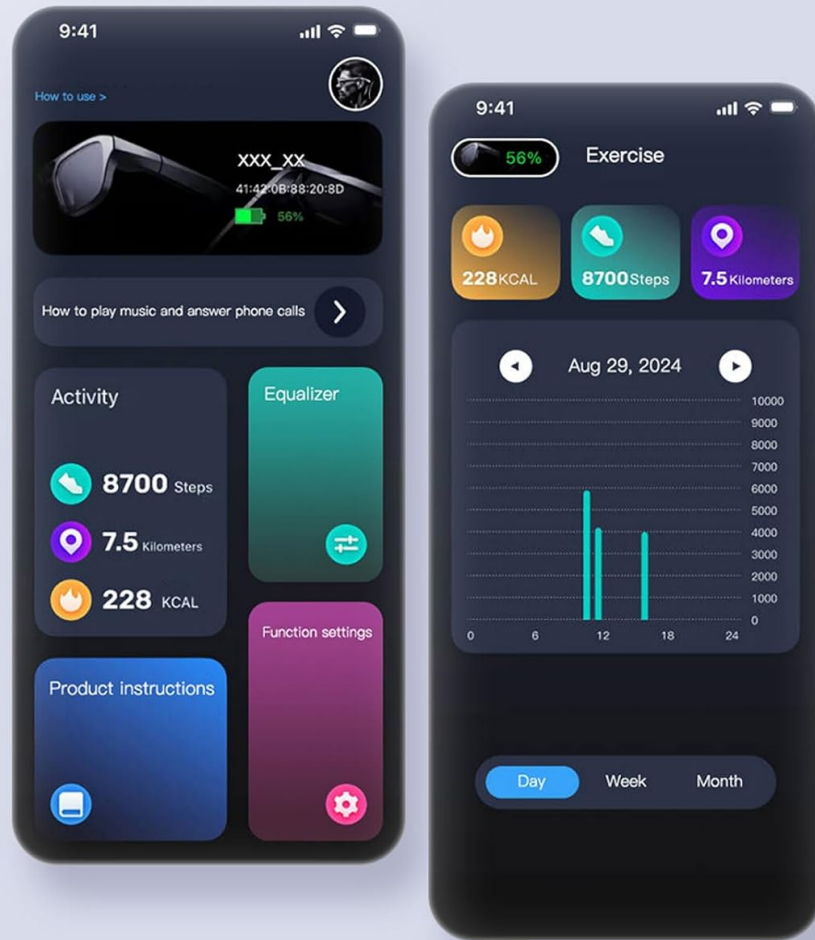 9:41
How to use >
XXX_XX
41:42:0B:88:20:8D
56%
How to play music and answer phone calls
Activity
8700 Steps
7.5 Kilometers
228 KCAL
Equalizer
Function settings
Product instructions
9:41
56%
Exercise
228KCAL
8700Steps
7.5Kilometers
Aug 29, 2024
10000
9000
8000
7000
6000
5000
4000
3000
2000
1000
0
0 6 12 18 24
Day Week Month